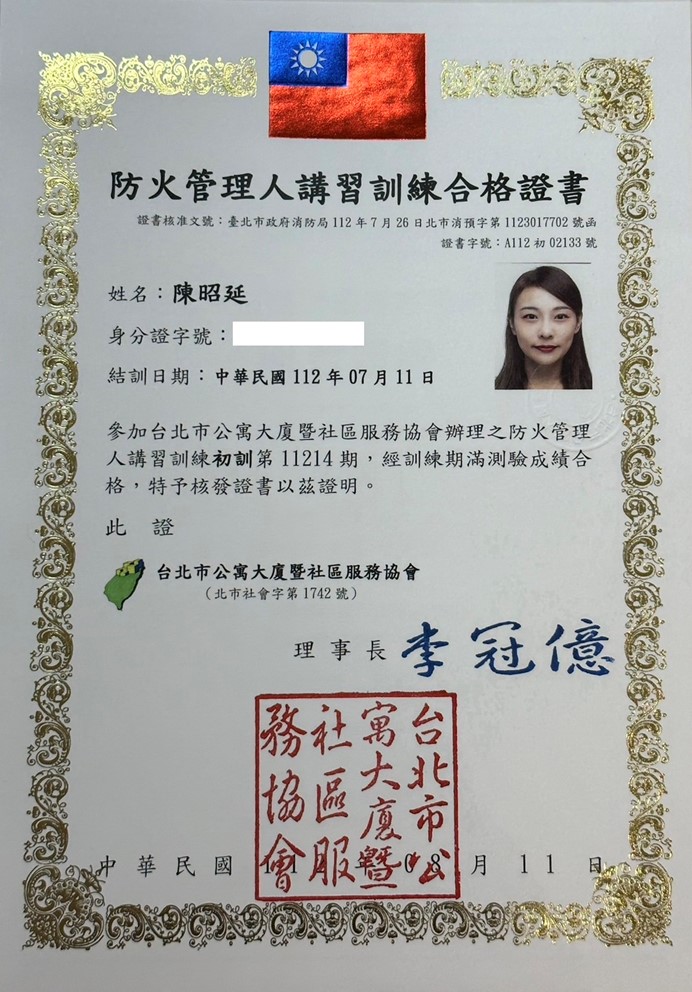 防火管理人講習訓練合格證書
證書核准文號：臺北市政府消防局 112 年 7 月 26 日北市消預字第 1123017702 號函
證書字號：A112 初 02133 號
姓名：陳昭延
身分證字號：
結訓日期：中華民國 112 年 07 月 11 日
參加台北市公寓大廈暨社區服務協會辦理之防火管理
人講習訓練初訓第 11214 期，經訓練期滿測驗成績合
格，特予核發證書以茲證明。
此 證
台北市公寓大廈暨社區服務協會
（北市社會字第 1742 號）
理事長 李冠億
台北市公
寓大廈暨
社區服
務協會
中華民國 11 年 08 月 11 日